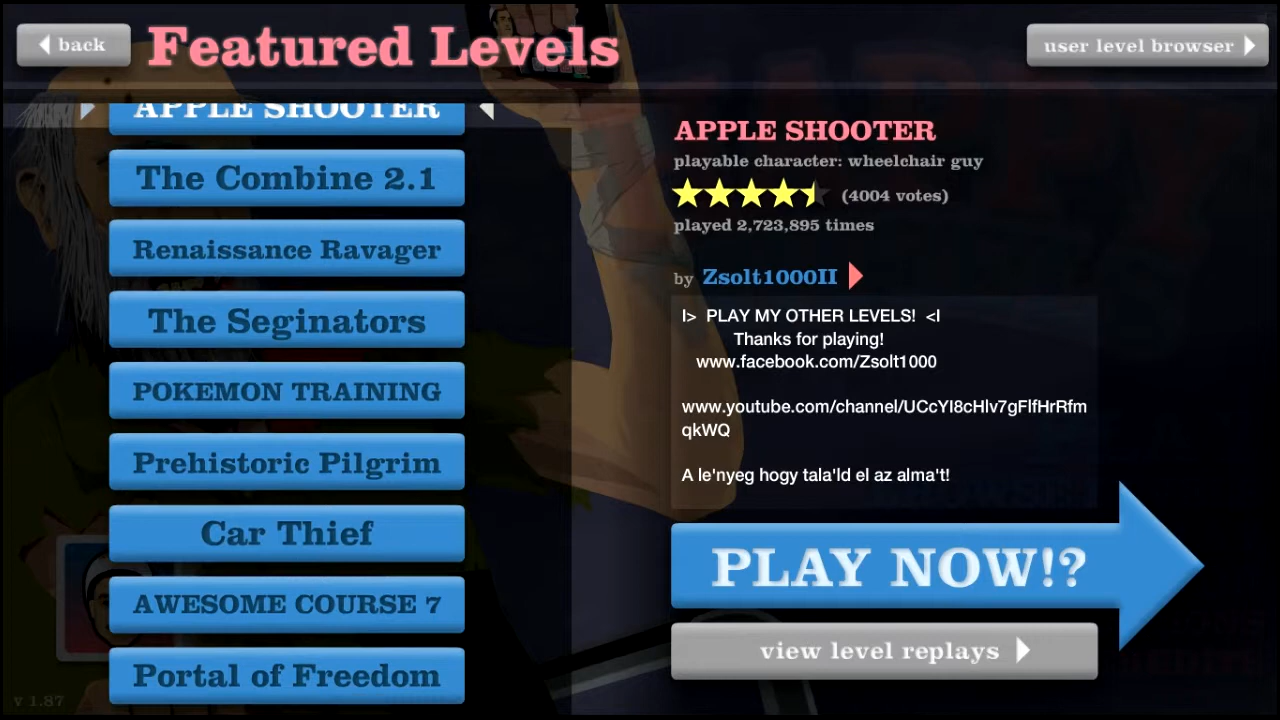 back
Featured Levels
user level browser
APPLE SHOOTER
The Combine 2.1
Renaissance Ravager
The Seginators
POKEMON TRAINING
Prehistoric Pilgrim
Car Thief
AWESOME COURSE 7
Portal of Freedom
v 1.87
APPLE SHOOTER
playable character: wheelchair guy
(4004 votes)
played 2,723,895 times
by Zsolt1000II
I> PLAY MY OTHER LEVELS! <I
Thanks for playing!
www.facebook.com/Zsolt1000
www.youtube.com/channel/UCcYI8cHlv7gFlfHrRfm
qkWQ
A le'nyeg hogy tala'ld el az alma't!
PLAY NOW!?
view level replays